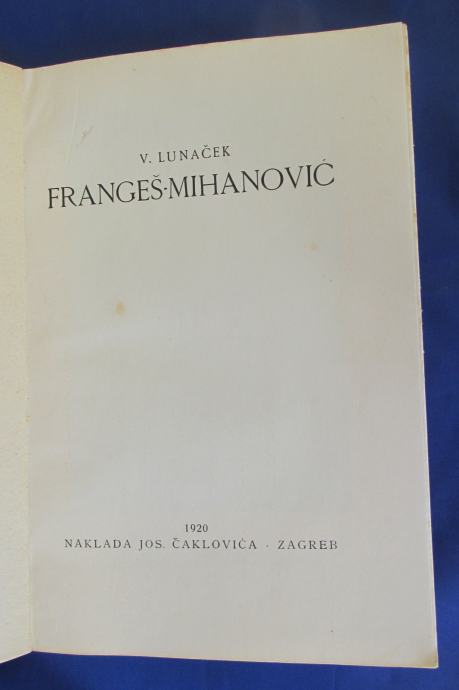 V. LUNAČEK
FRANGEŠ·MIHANOVIĆ
1920
NAKLADA JOS. ČAKLOVIĆA · ZAGREB